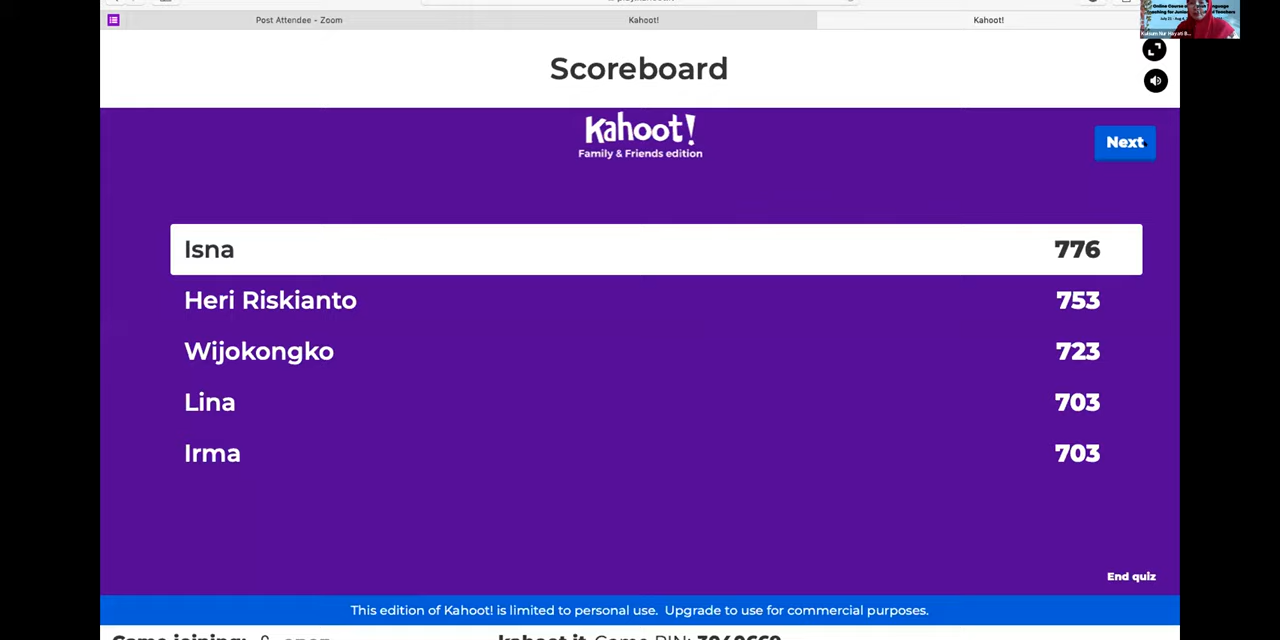 Post Attendee - Zoom
Kahoot!
Kahoot!
Scoreboard
Kahoot!
Family & Friends edition
Next
Isna 776
Heri Riskianto 753
Wijokongko 723
Lina 703
Irma 703
End quiz
This edition of Kahoot! is limited to personal use. Upgrade to use for commercial purposes.